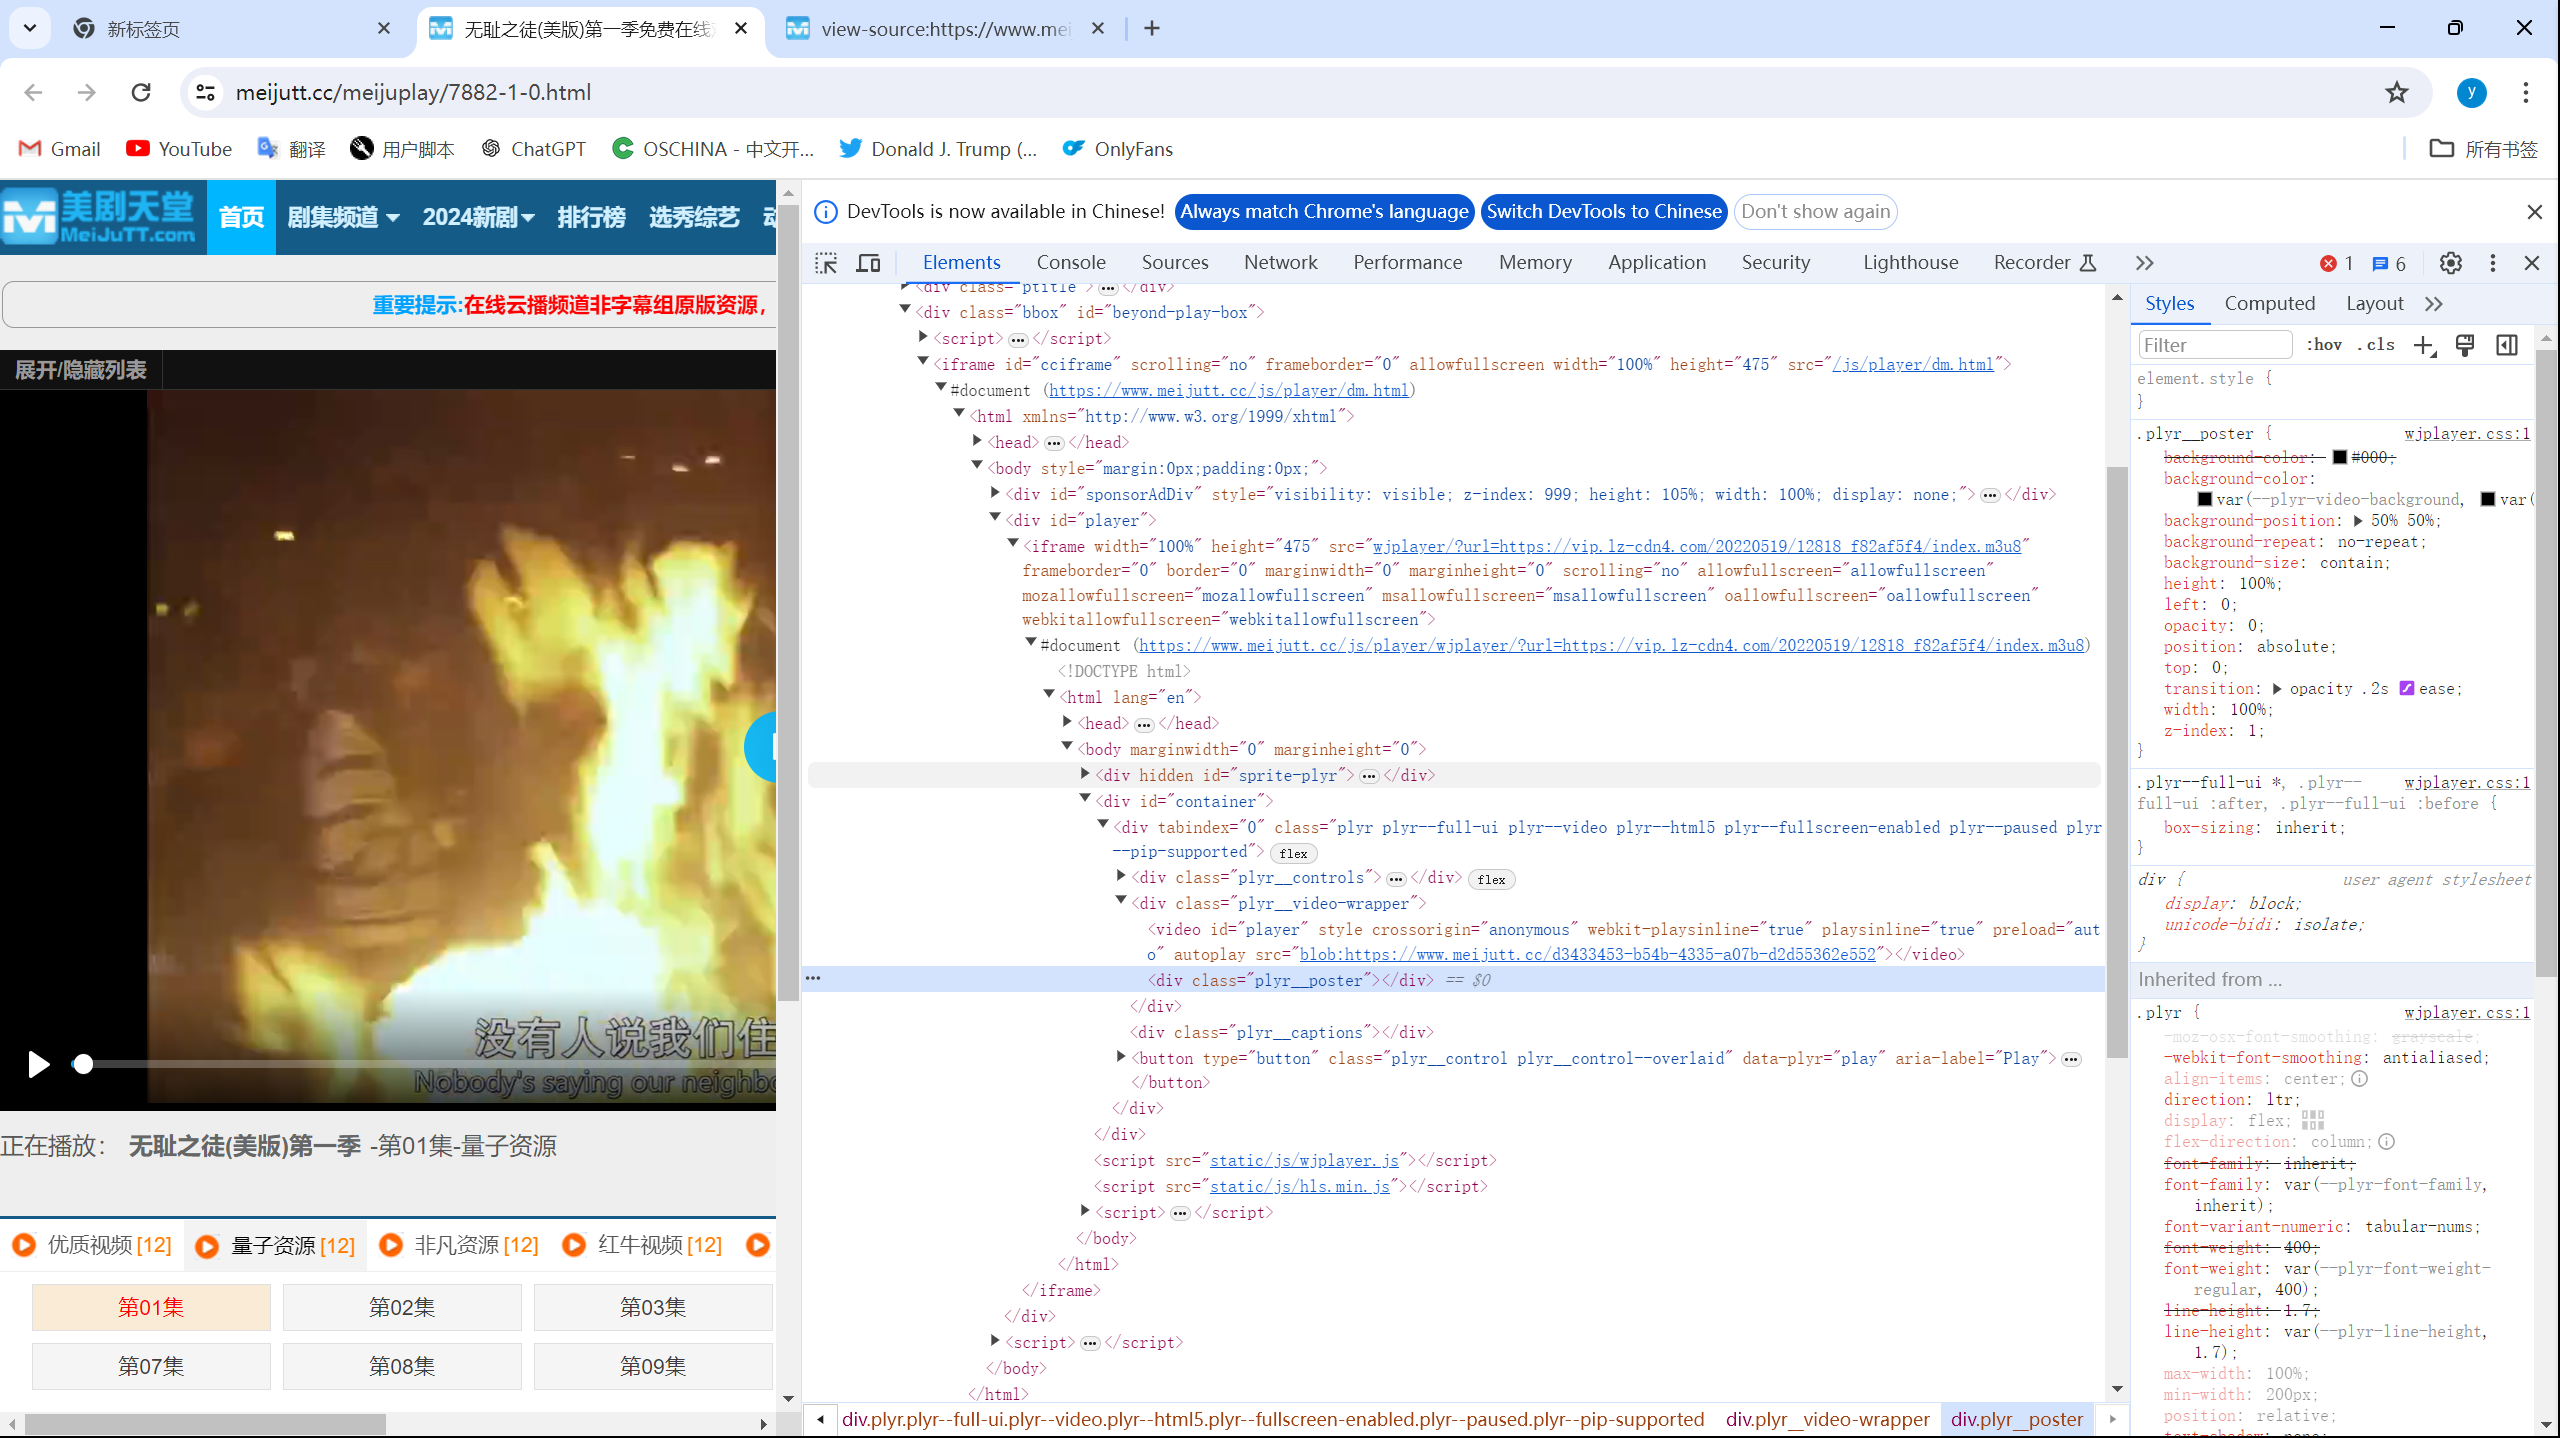 新标签页
无耻之徒(美版)第一季免费在线
view-source:https://www.mei
meijutt.cc/meijuplay/7882-1-0.html
y
Gmail
YouTube
翻译
用户脚本
ChatGPT
OSCHINA - 中文开...
Donald J. Trump (...
OnlyFans
所有书签
美剧天堂
MeiJuTT.com
首页
剧集频道
2024新剧
排行榜
选秀综艺
重要提示:在线云播频道非字幕组原版资源，
展开/隐藏列表
没有人说我们住
Nobody's saying our neighbo
正在播放： 无耻之徒(美版)第一季 -第01集-量子资源
优质视频 [12]
量子资源 [12]
非凡资源 [12]
红牛视频 [12]
第01集
第02集
第03集
第07集
第08集
第09集
DevTools is now available in Chinese!
Always match Chrome's language
Switch DevTools to Chinese
Don't show again
Elements
Console
Sources
Network
Performance
Memory
Application
Security
Lighthouse
Recorder
1
6
<div class="ptitle">…</div>
<div class="bbox" id="beyond-play-box">
<script>…</script>
<iframe id="cciframe" scrolling="no" frameborder="0" allowfullscreen width="100%" height="475" src="/js/player/dm.html">
#document (https://www.meijutt.cc/js/player/dm.html)
<html xmlns="http://www.w3.org/1999/xhtml">
<head>…</head>
<body style="margin:0px;padding:0px;">
<div id="sponsorAdDiv" style="visibility: visible; z-index: 999; height: 105%; width: 100%; display: none;">…</div>
<div id="player">
<iframe width="100%" height="475" src="wjplayer/?url=https://vip.lz-cdn4.com/20220519/12818_f82af5f4/index.m3u8"
frameborder="0" border="0" marginwidth="0" marginheight="0" scrolling="no" allowfullscreen="allowfullscreen"
mozallowfullscreen="mozallowfullscreen" msallowfullscreen="msallowfullscreen" oallowfullscreen="oallowfullscreen"
webkitallowfullscreen="webkitallowfullscreen">
#document (https://www.meijutt.cc/js/player/wjplayer/?url=https://vip.lz-cdn4.com/20220519/12818_f82af5f4/index.m3u8)
<!DOCTYPE html>
<html lang="en">
<head>…</head>
<body marginwidth="0" marginheight="0">
<div hidden id="sprite-plyr">…</div>
<div id="container">
<div tabindex="0" class="plyr plyr--full-ui plyr--video plyr--html5 plyr--fullscreen-enabled plyr--paused plyr
--pip-supported"> flex
<div class="plyr__controls">…</div> flex
<div class="plyr__video-wrapper">
<video id="player" style crossorigin="anonymous" webkit-playsinline="true" playsinline="true" preload="aut
o" autoplay src="blob:https://www.meijutt.cc/d3433453-b54b-4335-a07b-d2d55362e552"></video>
<div class="plyr__poster"></div> == $0
</div>
<div class="plyr__captions"></div>
<button type="button" class="plyr__control plyr__control--overlaid" data-plyr="play" aria-label="Play">…
</button>
</div>
</div>
<script src="static/js/wjplayer.js"></script>
<script src="static/js/hls.min.js"></script>
<script>…</script>
</body>
</html>
</iframe>
</div>
<script>…</script>
</body>
</html>
div.plyr.plyr--full-ui.plyr--video.plyr--html5.plyr--fullscreen-enabled.plyr--paused.plyr--pip-supported
div.plyr__video-wrapper
div.plyr__poster
Styles
Computed
Layout
Filter
:hov
.cls
element.style {
}
.plyr__poster {
wjplayer.css:1
background-color: #000;
background-color:
var(--plyr-video-background, var(
background-position: 50% 50%;
background-repeat: no-repeat;
background-size: contain;
height: 100%;
left: 0;
opacity: 0;
position: absolute;
top: 0;
transition: opacity .2s ease;
width: 100%;
z-index: 1;
}
.plyr--full-ui *, .plyr--
wjplayer.css:1
full-ui :after, .plyr--full-ui :before {
box-sizing: inherit;
}
div {
user agent stylesheet
display: block;
unicode-bidi: isolate;
}
Inherited from ...
.plyr {
wjplayer.css:1
-moz-osx-font-smoothing: grayscale;
-webkit-font-smoothing: antialiased;
align-items: center;
direction: ltr;
display: flex;
flex-direction: column;
font-family: inherit;
font-family: var(--plyr-font-family,
inherit);
font-variant-numeric: tabular-nums;
font-weight: 400;
font-weight: var(--plyr-font-weight-
regular, 400);
line-height: 1.7;
line-height: var(--plyr-line-height,
1.7);
max-width: 100%;
min-width: 200px;
position: relative;
text-shadow: none;